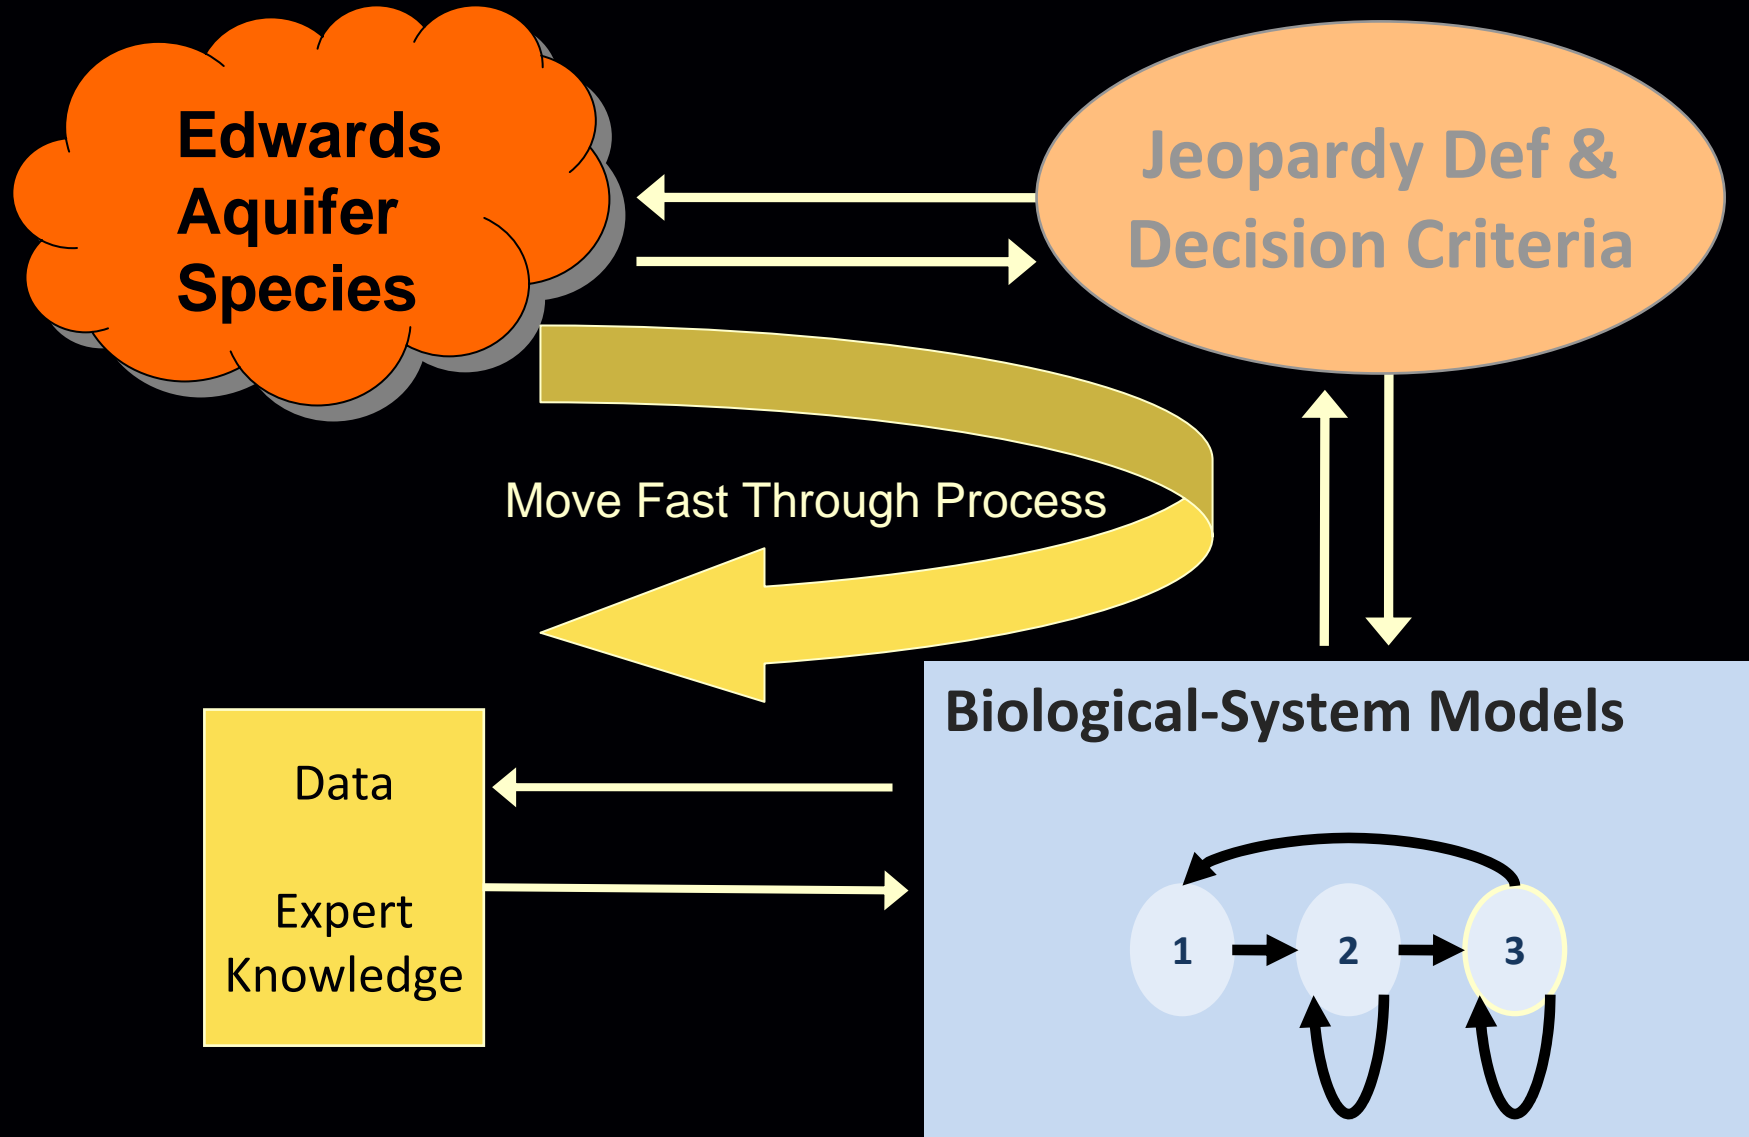 Edwards
Aquifer
Species
Jeopardy Def &
Decision Criteria
Move Fast Through Process
Biological-System Models
Data
Expert
Knowledge
1
2
3